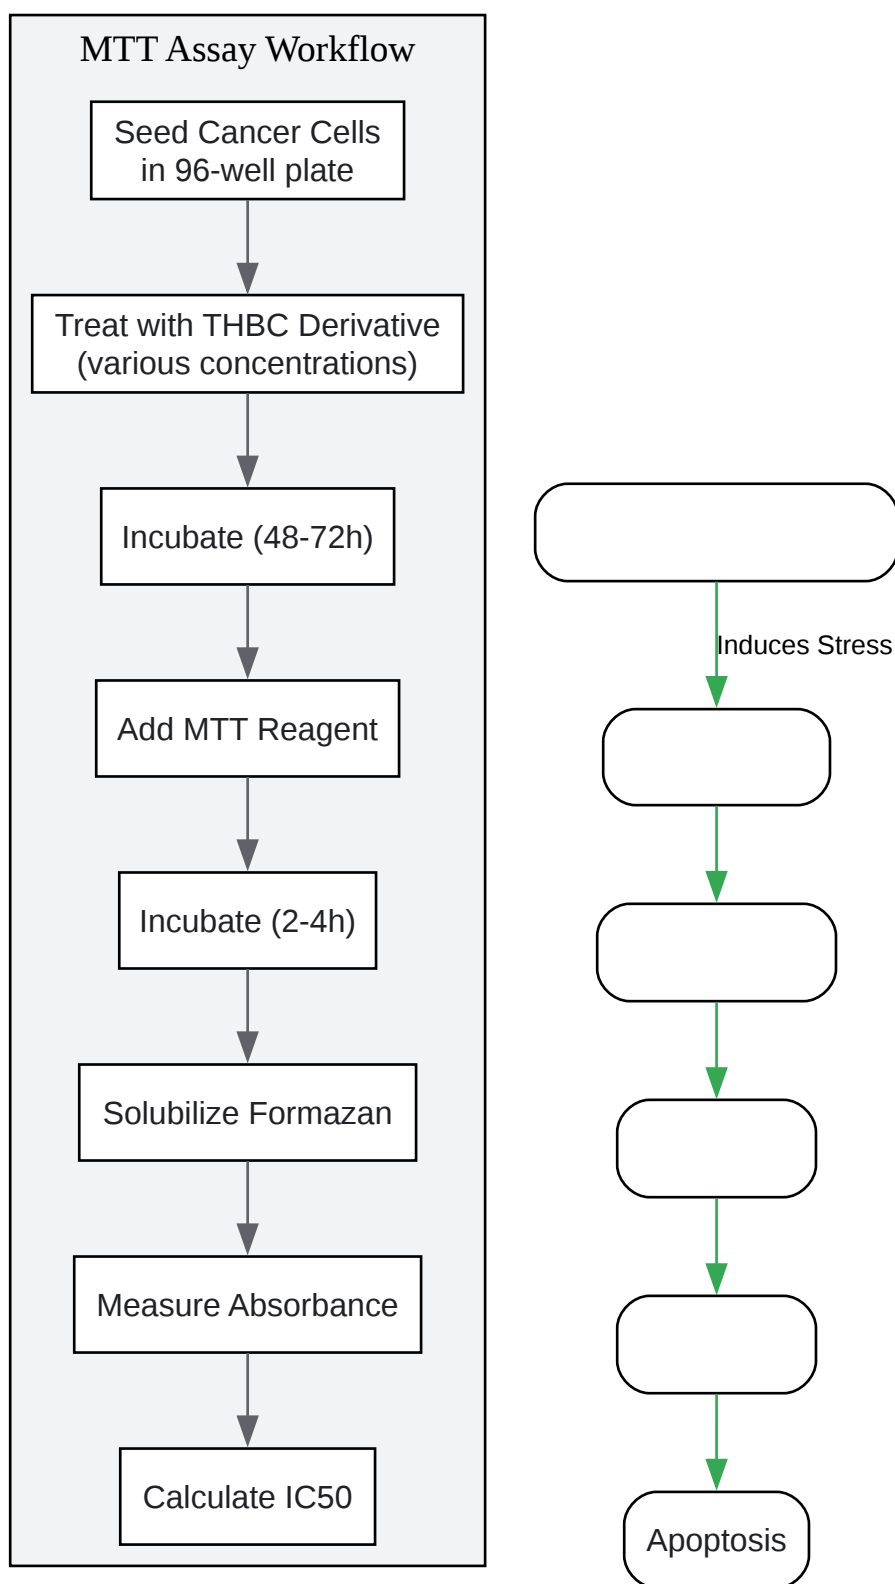 MTT Assay Workflow
Seed Cancer Cells
in 96-well plate
Treat with THBC Derivative
(various concentrations)
Incubate (48-72h)
Add MTT Reagent
Incubate (2-4h)
Solubilize Formazan
Measure Absorbance
Calculate IC50
Induces Stress
Apoptosis